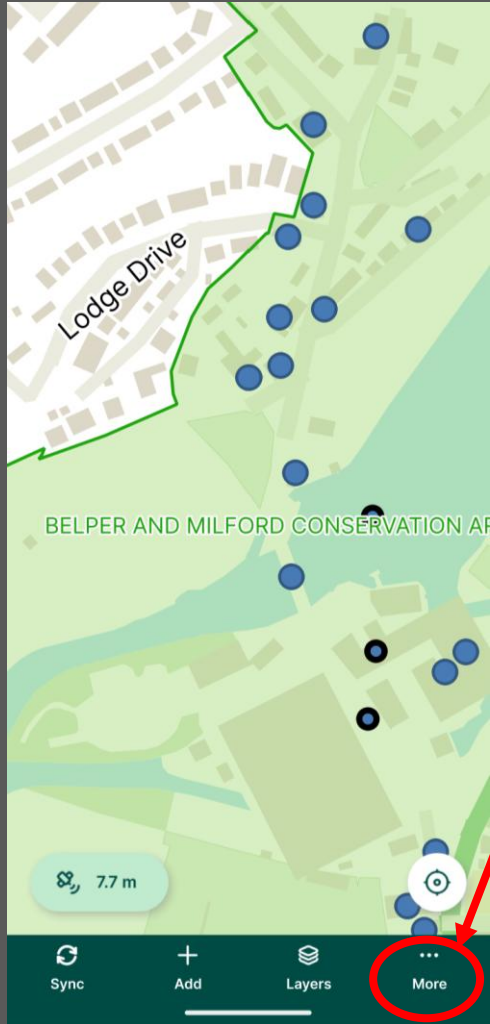 Lodge Drive
BELPER AND MILFORD CONSERVATION AR
7.7 m
Sync
Add
Layers
More